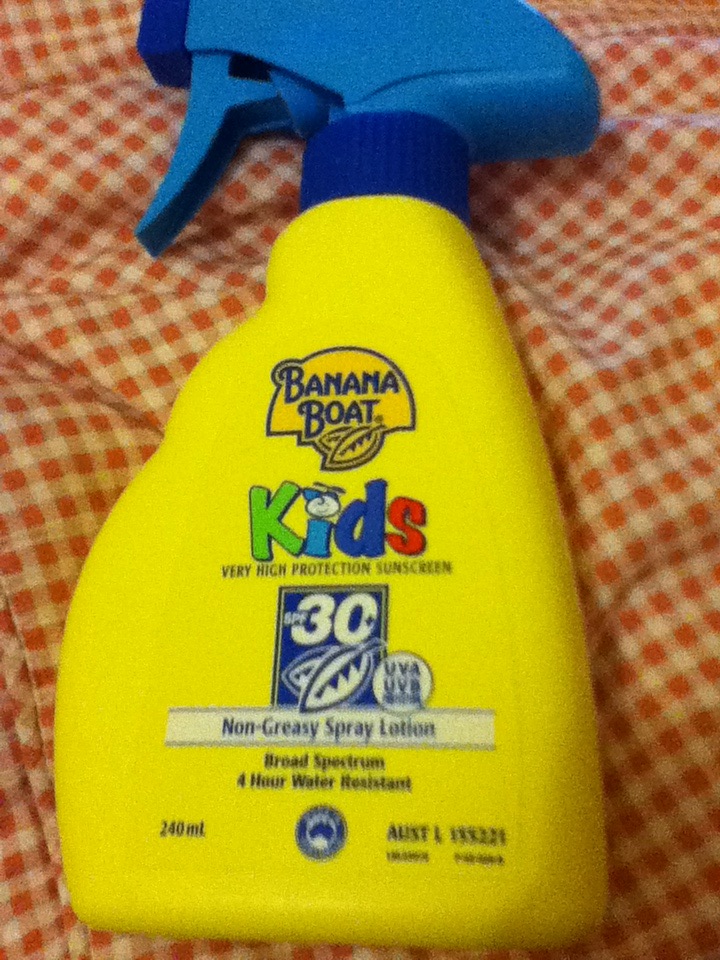 BANANA
BOAT®
Kids
VERY HIGH PROTECTION SUNSCREEN
SPF 30+
UVA
UVB
Non-Greasy Spray Lotion
Broad Spectrum
4 Hour Water Resistant
240mL
AUST L 155221